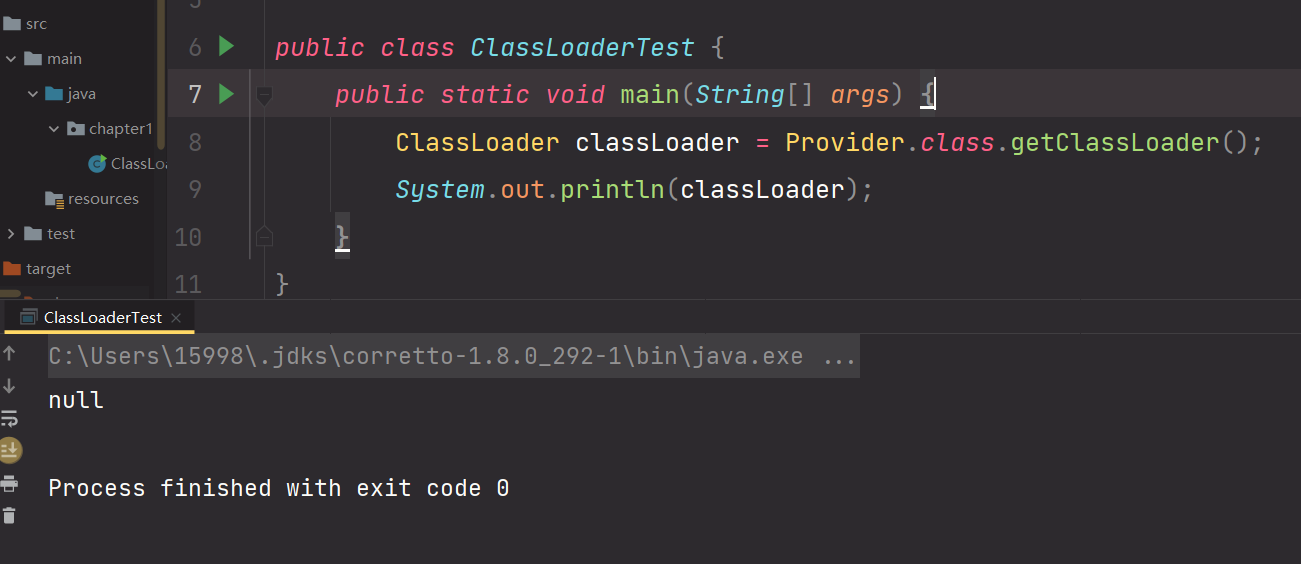 src
main
java
chapter1
ClassLoa
resources
test
target
5
6 public class ClassLoaderTest {
7 public static void main(String[] args) {
8 ClassLoader classLoader = Provider.class.getClassLoader();
9 System.out.println(classLoader);
10 }
11 }
ClassLoaderTest
C:\Users\15998\.jdks\corretto-1.8.0_292-1\bin\java.exe ...
null
Process finished with exit code 0